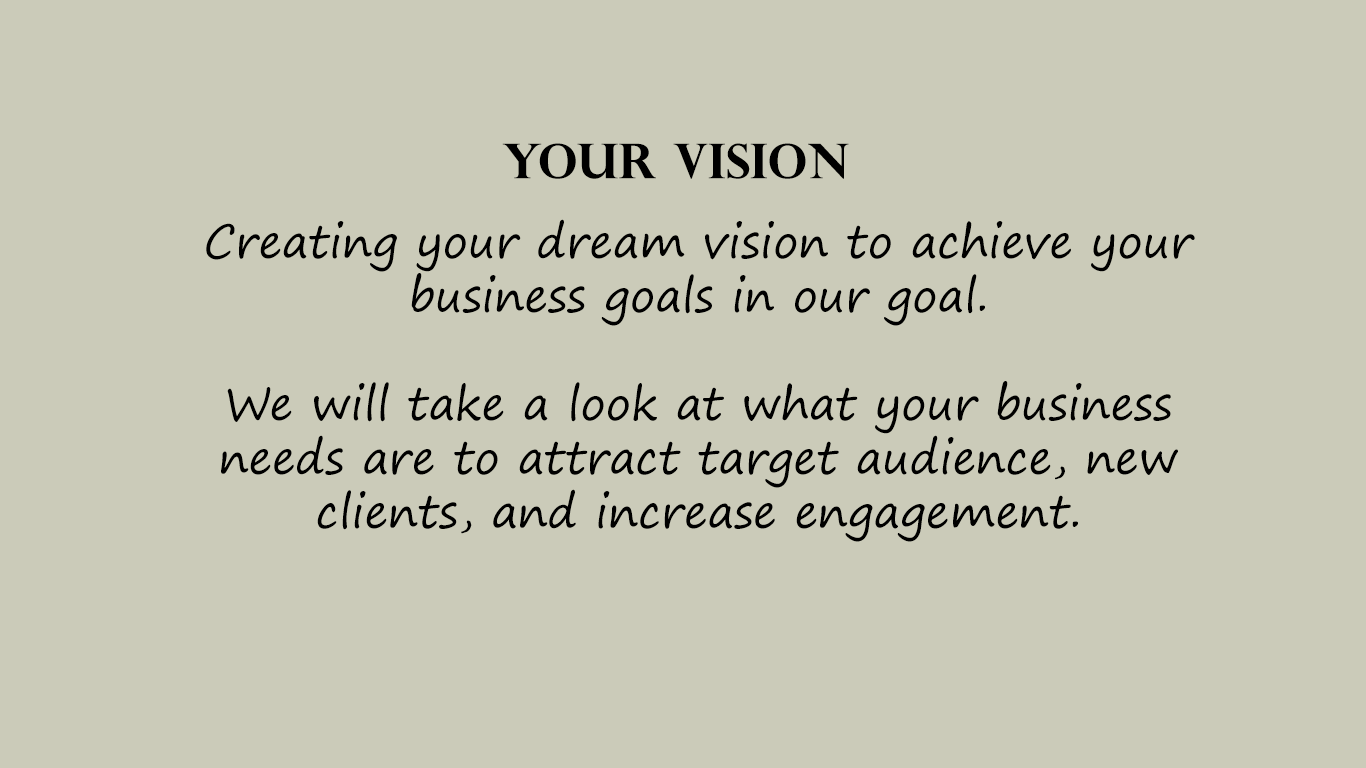 YOUR VISION
Creating your dream vision to achieve your
business goals in our goal.
We will take a look at what your business
needs are to attract target audience, new
clients, and increase engagement.